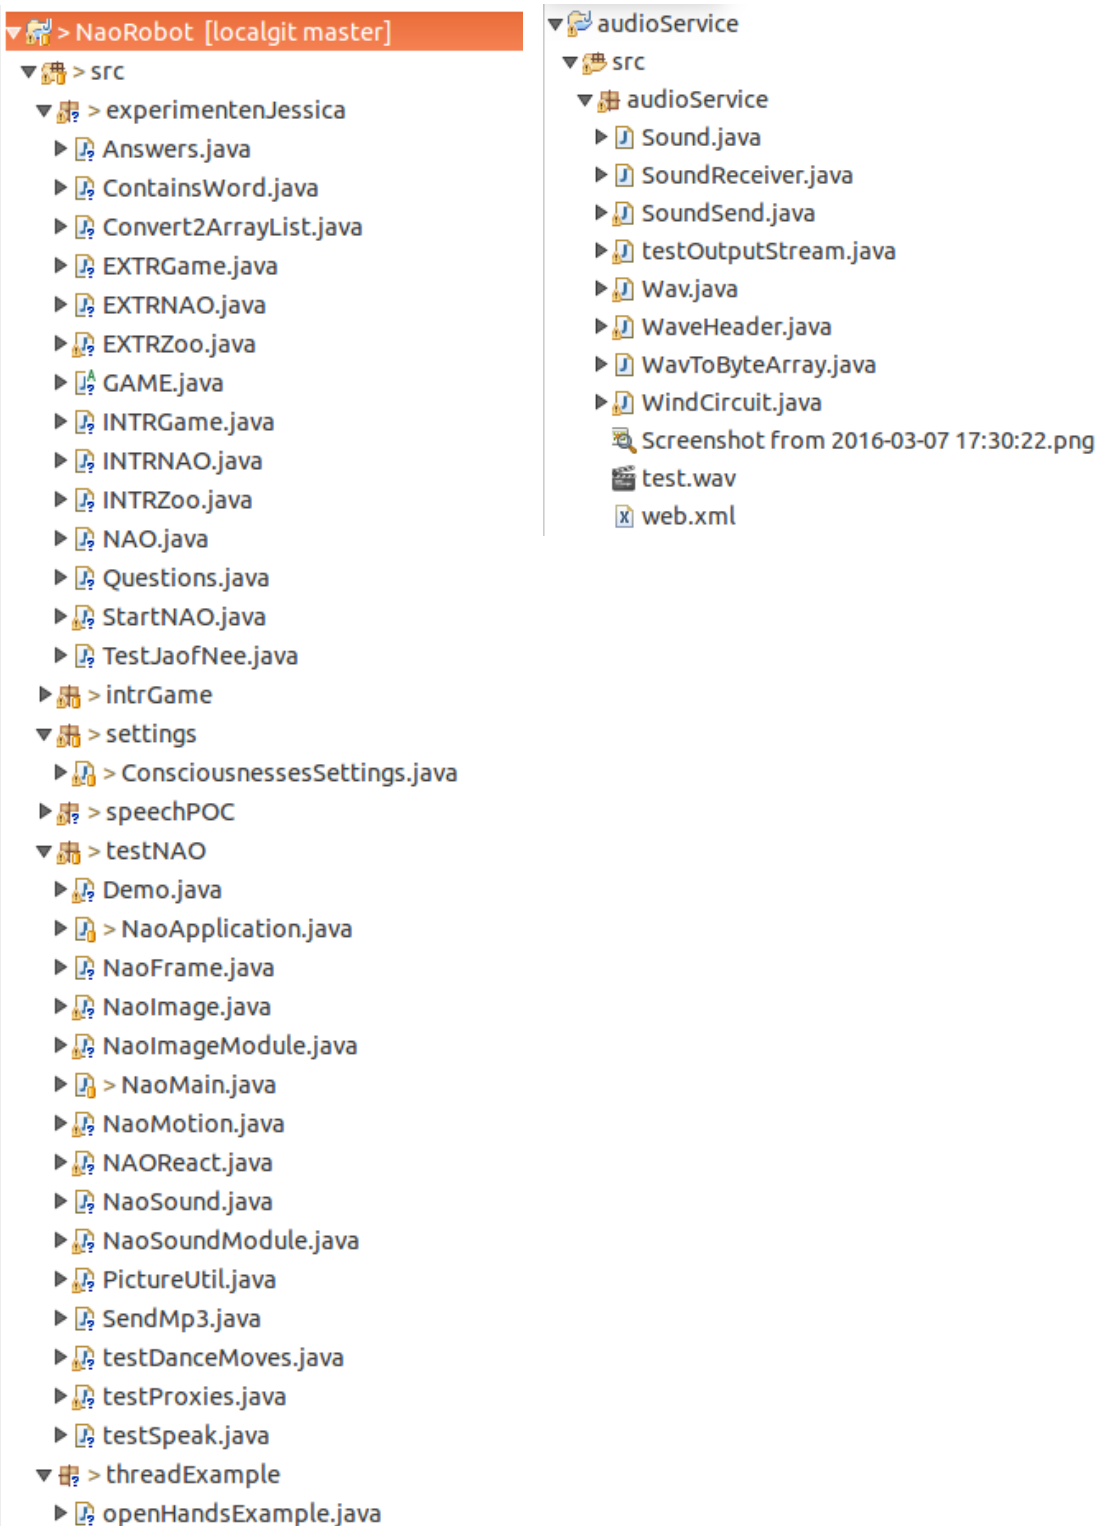 > NaoRobot [localgit master]
> src
> experimentenJessica
Answers.java
ContainsWord.java
Convert2ArrayList.java
EXTRGame.java
EXTRNAO.java
EXTRZoo.java
GAME.java
INTRGame.java
INTRNAO.java
INTRZoo.java
NAO.java
Questions.java
StartNAO.java
TestJaofNee.java
> intrGame
> settings
> ConsciousnessesSettings.java
> speechPOC
> testNAO
Demo.java
> NaoApplication.java
NaoFrame.java
NaoImage.java
NaoImageModule.java
> NaoMain.java
NaoMotion.java
NAOReact.java
NaoSound.java
NaoSoundModule.java
PictureUtil.java
SendMp3.java
testDanceMoves.java
testProxies.java
testSpeak.java
> threadExample
openHandsExample.java
audioService
src
audioService
Sound.java
SoundReceiver.java
SoundSend.java
testOutputStream.java
Wav.java
WaveHeader.java
WavToByteArray.java
WindCircuit.java
Screenshot from 2016-03-07 17:30:22.png
test.wav
web.xml